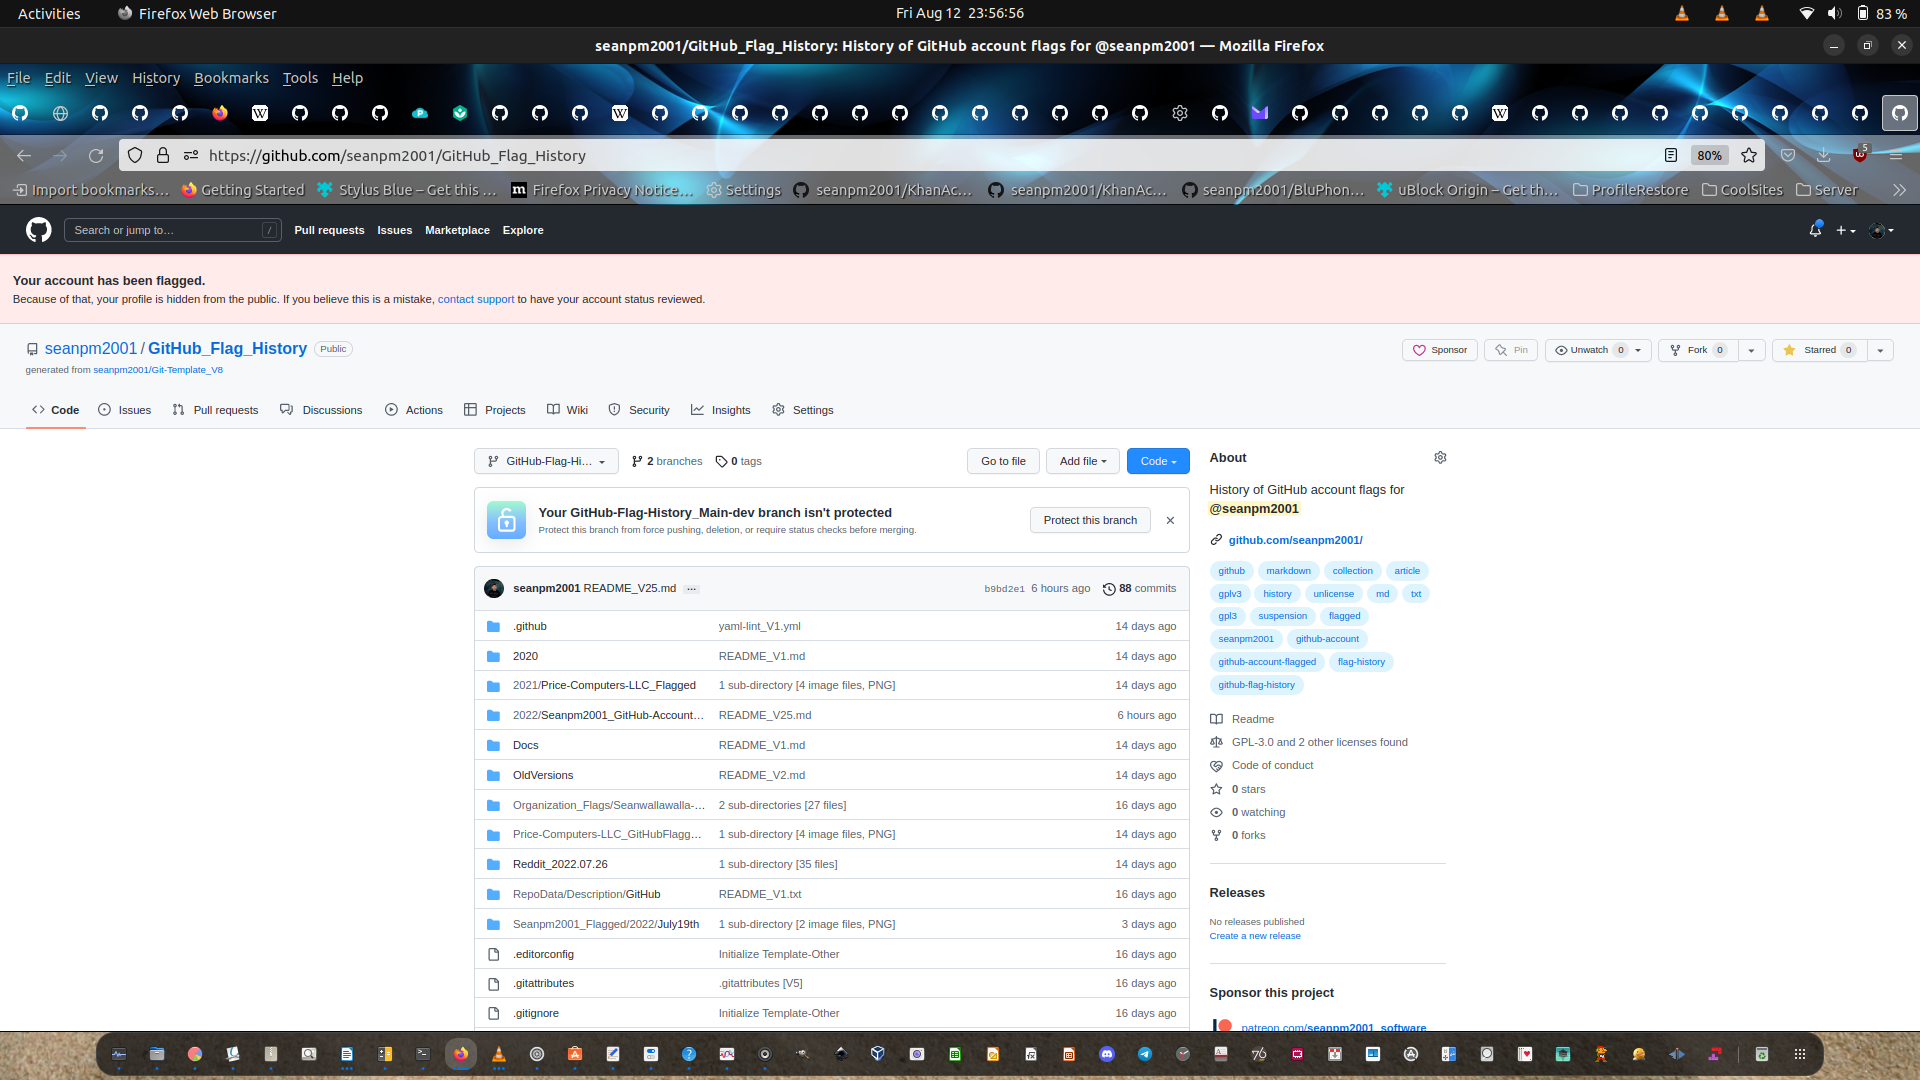 Activities
Firefox Web Browser
Fri Aug 12 23:56:56
83 %
seanpm2001/GitHub_Flag_History: History of GitHub account flags for @seanpm2001 — Mozilla Firefox
File Edit View History Bookmarks Tools Help
https://github.com/seanpm2001/GitHub_Flag_History
80%
5
Import bookmarks… Getting Started Stylus Blue – Get this … Firefox Privacy Notice… Settings seanpm2001/KhanAc… seanpm2001/KhanAc… seanpm2001/BluPhon… uBlock Origin – Get th… ProfileRestore CoolSites Server
Search or jump to… /
Pull requests Issues Marketplace Explore
Your account has been flagged.
Because of that, your profile is hidden from the public. If you believe this is a mistake, contact support to have your account status reviewed.
seanpm2001 / GitHub_Flag_History Public
generated from seanpm2001/Git-Template_V8
Sponsor Pin Unwatch 0 Fork 0 Starred 0
Code Issues Pull requests Discussions Actions Projects Wiki Security Insights Settings
GitHub-Flag-Hi… 2 branches 0 tags
Go to file Add file Code
Your GitHub-Flag-History_Main-dev branch isn't protected
Protect this branch from force pushing, deletion, or require status checks before merging.
Protect this branch
seanpm2001 README_V25.md … b9bd2e1 6 hours ago 88 commits
.github yaml-lint_V1.yml 14 days ago
2020 README_V1.md 14 days ago
2021/Price-Computers-LLC_Flagged 1 sub-directory [4 image files, PNG] 14 days ago
2022/Seanpm2001_GitHub-Account… README_V25.md 6 hours ago
Docs README_V1.md 14 days ago
OldVersions README_V2.md 14 days ago
Organization_Flags/Seanwallawalla-… 2 sub-directories [27 files] 16 days ago
Price-Computers-LLC_GitHubFlagg… 1 sub-directory [4 image files, PNG] 14 days ago
Reddit_2022.07.26 1 sub-directory [35 files] 14 days ago
RepoData/Description/GitHub README_V1.txt 16 days ago
Seanpm2001_Flagged/2022/July19th 1 sub-directory [2 image files, PNG] 3 days ago
.editorconfig Initialize Template-Other 16 days ago
.gitattributes .gitattributes [V5] 16 days ago
.gitignore Initialize Template-Other 16 days ago
About
History of GitHub account flags for
@seanpm2001
github.com/seanpm2001/
github markdown collection article
gplv3 history unlicense md txt
gpl3 suspension flagged
seanpm2001 github-account
github-account-flagged flag-history
github-flag-history
Readme
GPL-3.0 and 2 other licenses found
Code of conduct
0 stars
0 watching
0 forks
Releases
No releases published
Create a new release
Sponsor this project
patreon.com/seanpm2001_software